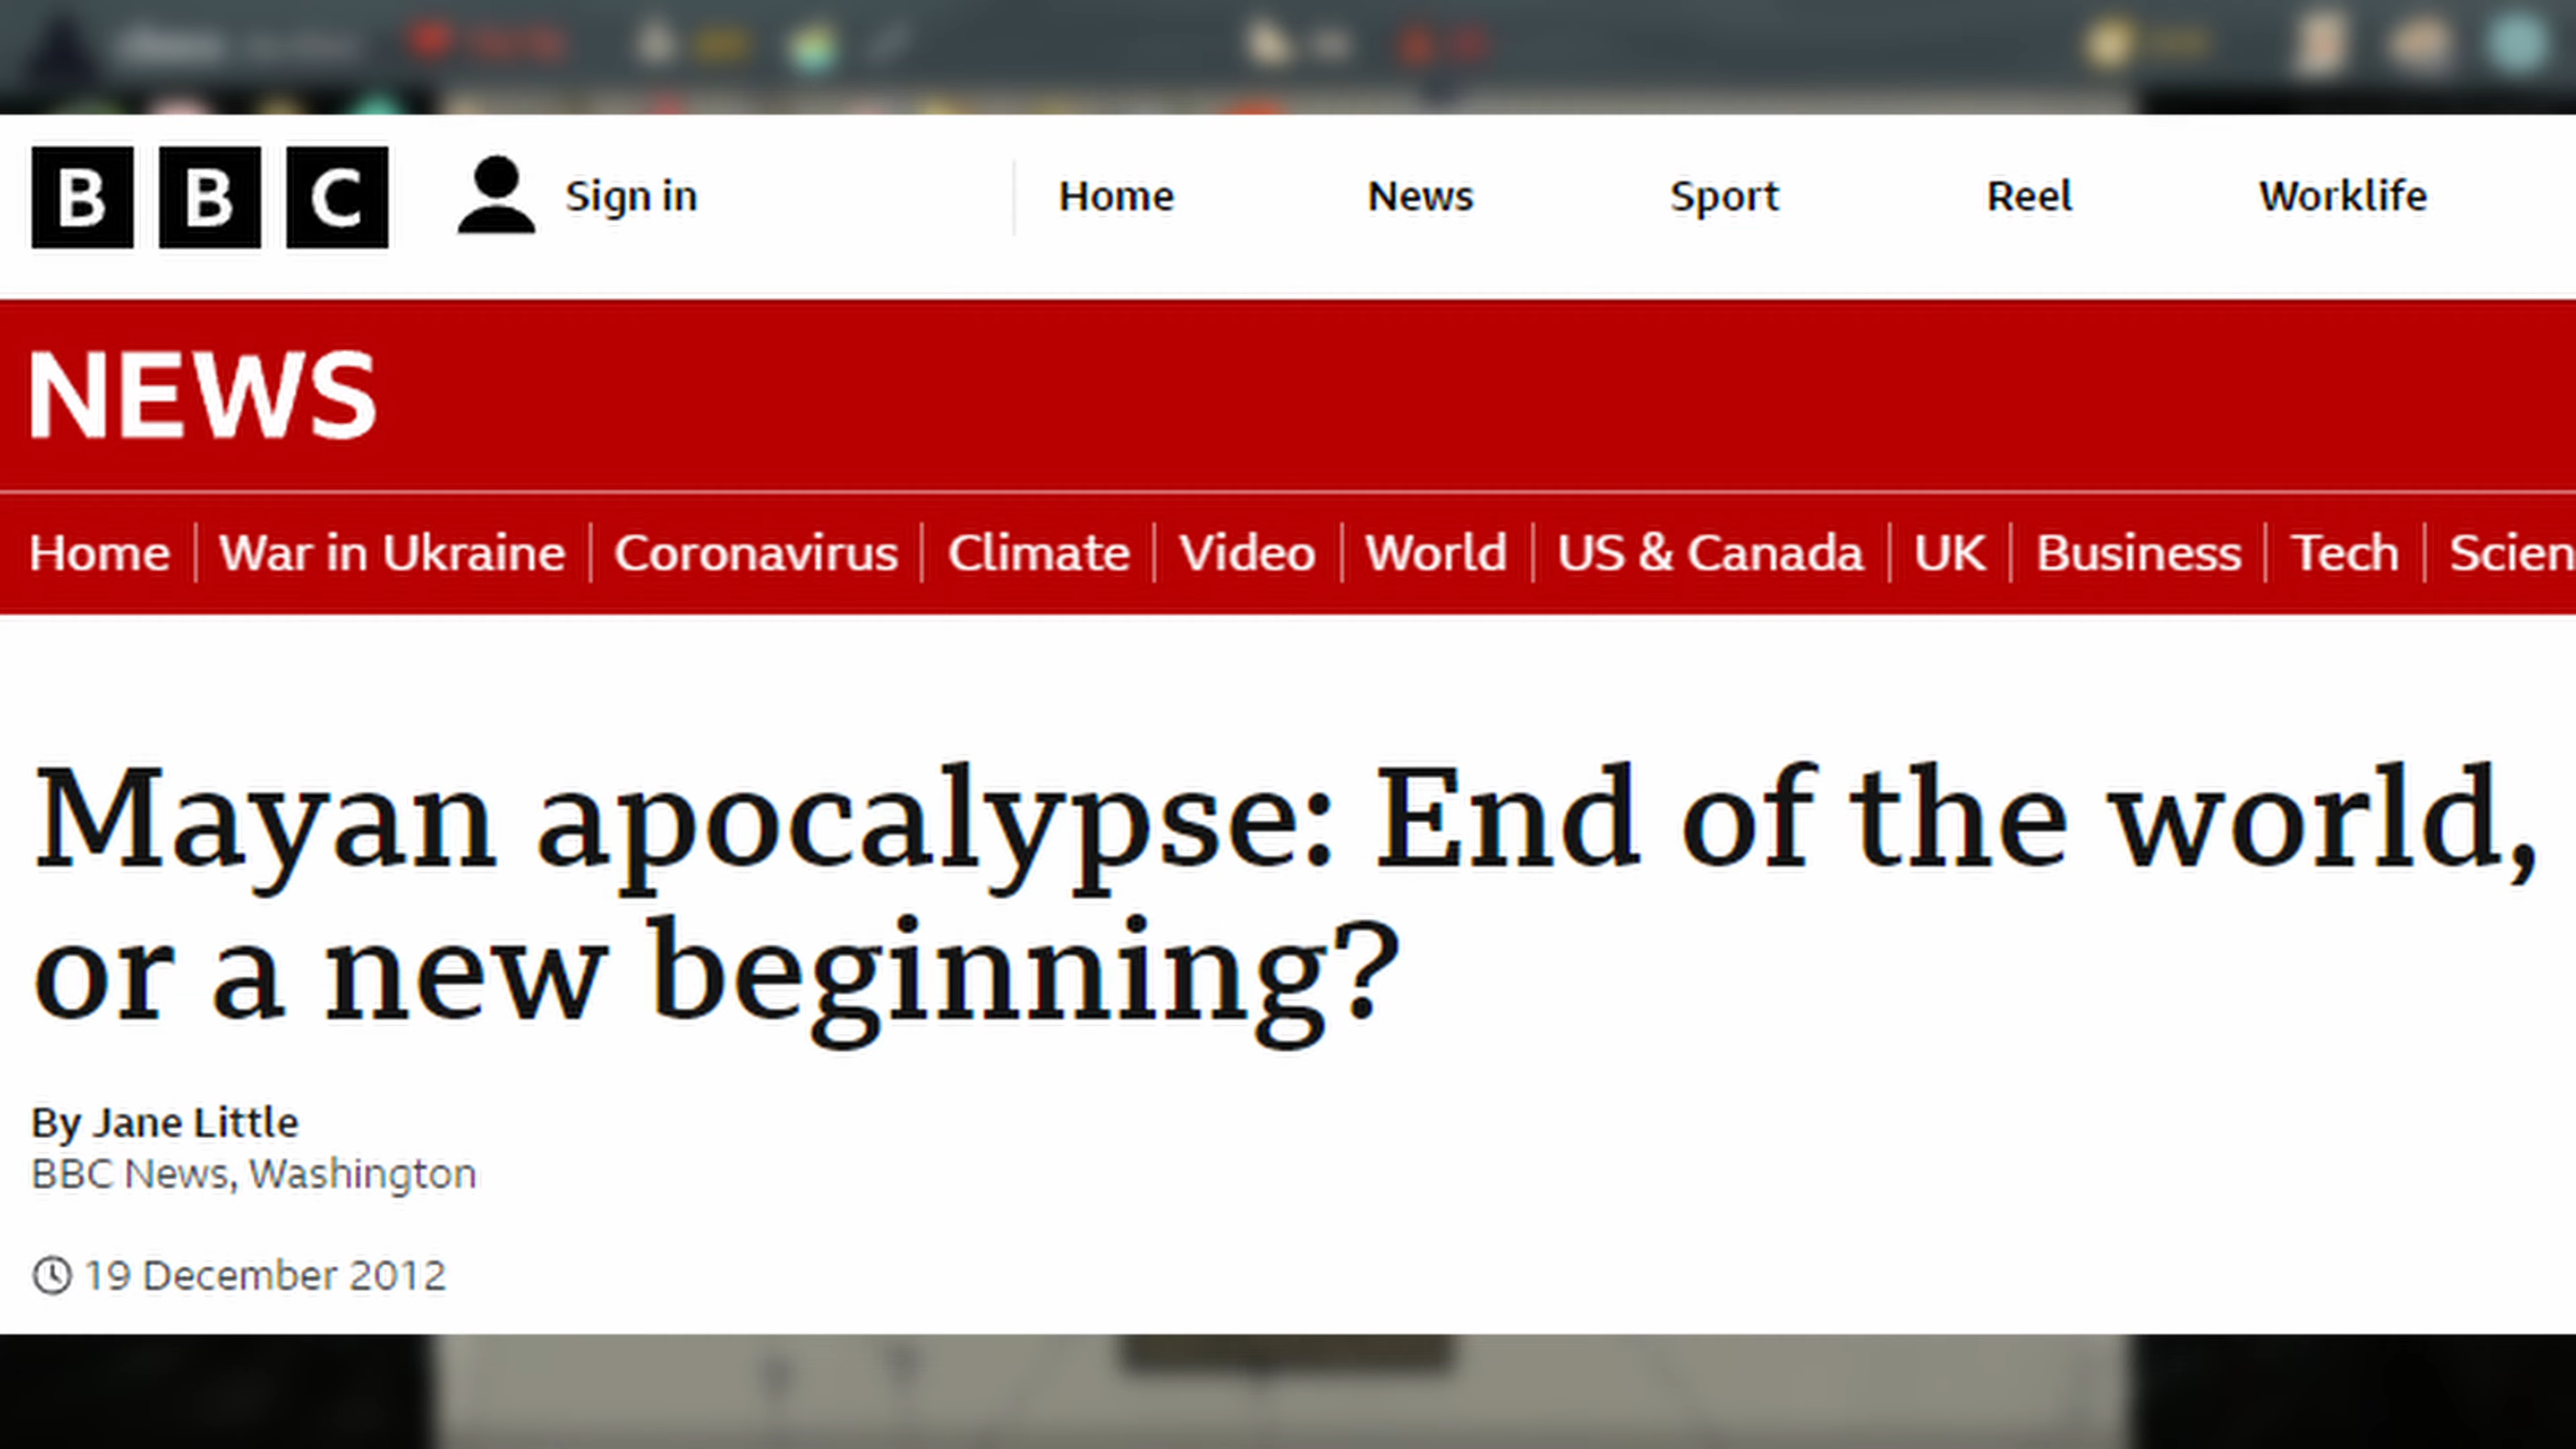 BBC Sign in Home News Sport Reel Worklife
NEWS
Home War in Ukraine Coronavirus Climate Video World US & Canada UK Business Tech Scien
Mayan apocalypse: End of the world,
or a new beginning?
By Jane Little
BBC News, Washington
19 December 2012